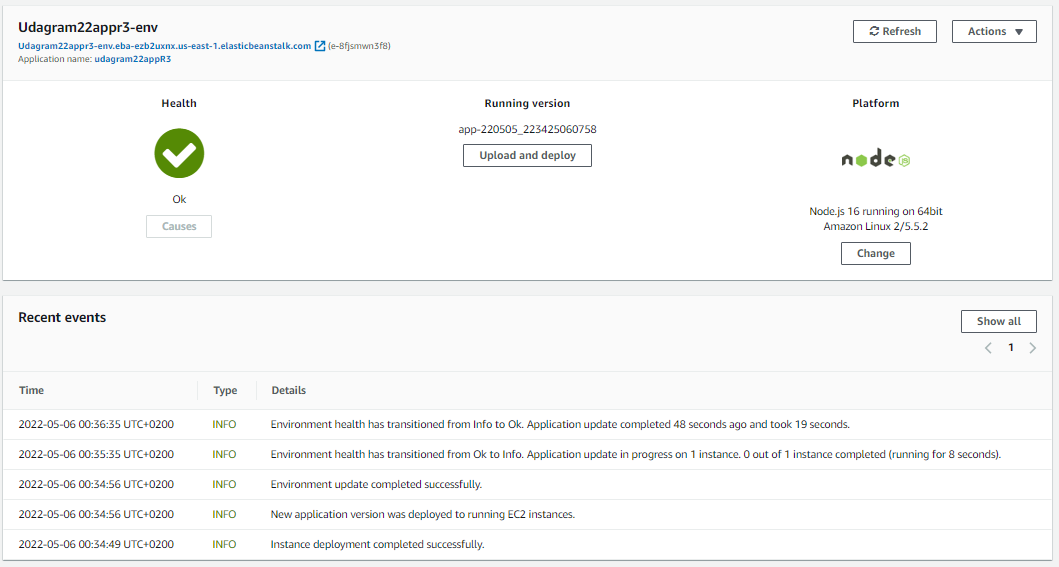 Udagram22appr3-env
Udagram22appr3-env.eba-ezb2uxnx.us-east-1.elasticbeanstalk.com (e-8fjsmwn3f8)
Application name: udagram22appR3
Refresh
Actions
Health
Ok
Causes
Running version
app-220505_223425060758
Upload and deploy
Platform
node JS
Node.js 16 running on 64bit
Amazon Linux 2/5.5.2
Change
Recent events
Show all
1
Time Type Details
2022-05-06 00:36:35 UTC+0200 INFO Environment health has transitioned from Info to Ok. Application update completed 48 seconds ago and took 19 seconds.
2022-05-06 00:35:35 UTC+0200 INFO Environment health has transitioned from Ok to Info. Application update in progress on 1 instance. 0 out of 1 instance completed (running for 8 seconds).
2022-05-06 00:34:56 UTC+0200 INFO Environment update completed successfully.
2022-05-06 00:34:56 UTC+0200 INFO New application version was deployed to running EC2 instances.
2022-05-06 00:34:49 UTC+0200 INFO Instance deployment completed successfully.